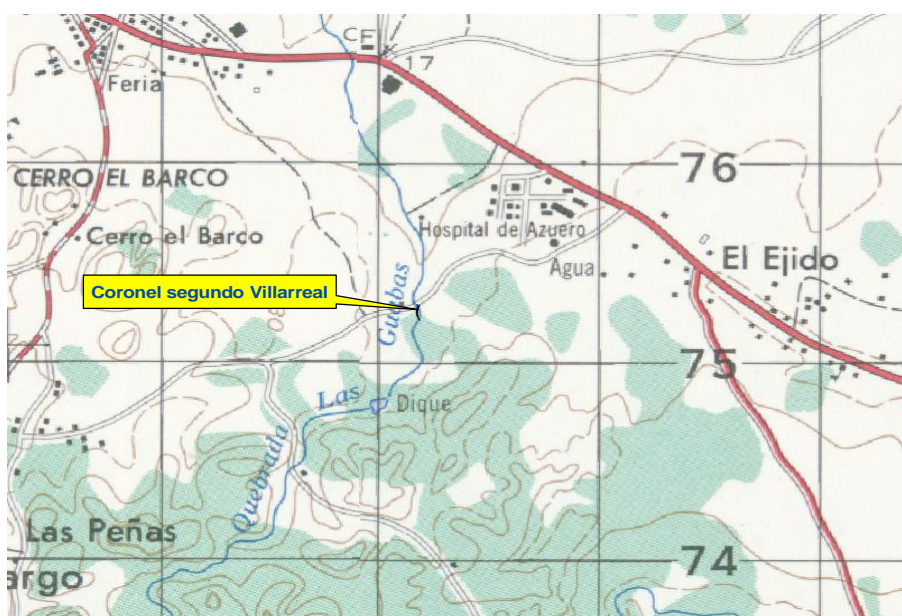 CF
17
Feria
76
CERRO EL BARCO
Cerro el Barco
Hospital de Azuero
Agua
El Ejido
Coronel segundo Villarreal
Quebrada Las Guabas
75
Dique
Las Peñas
argo
74